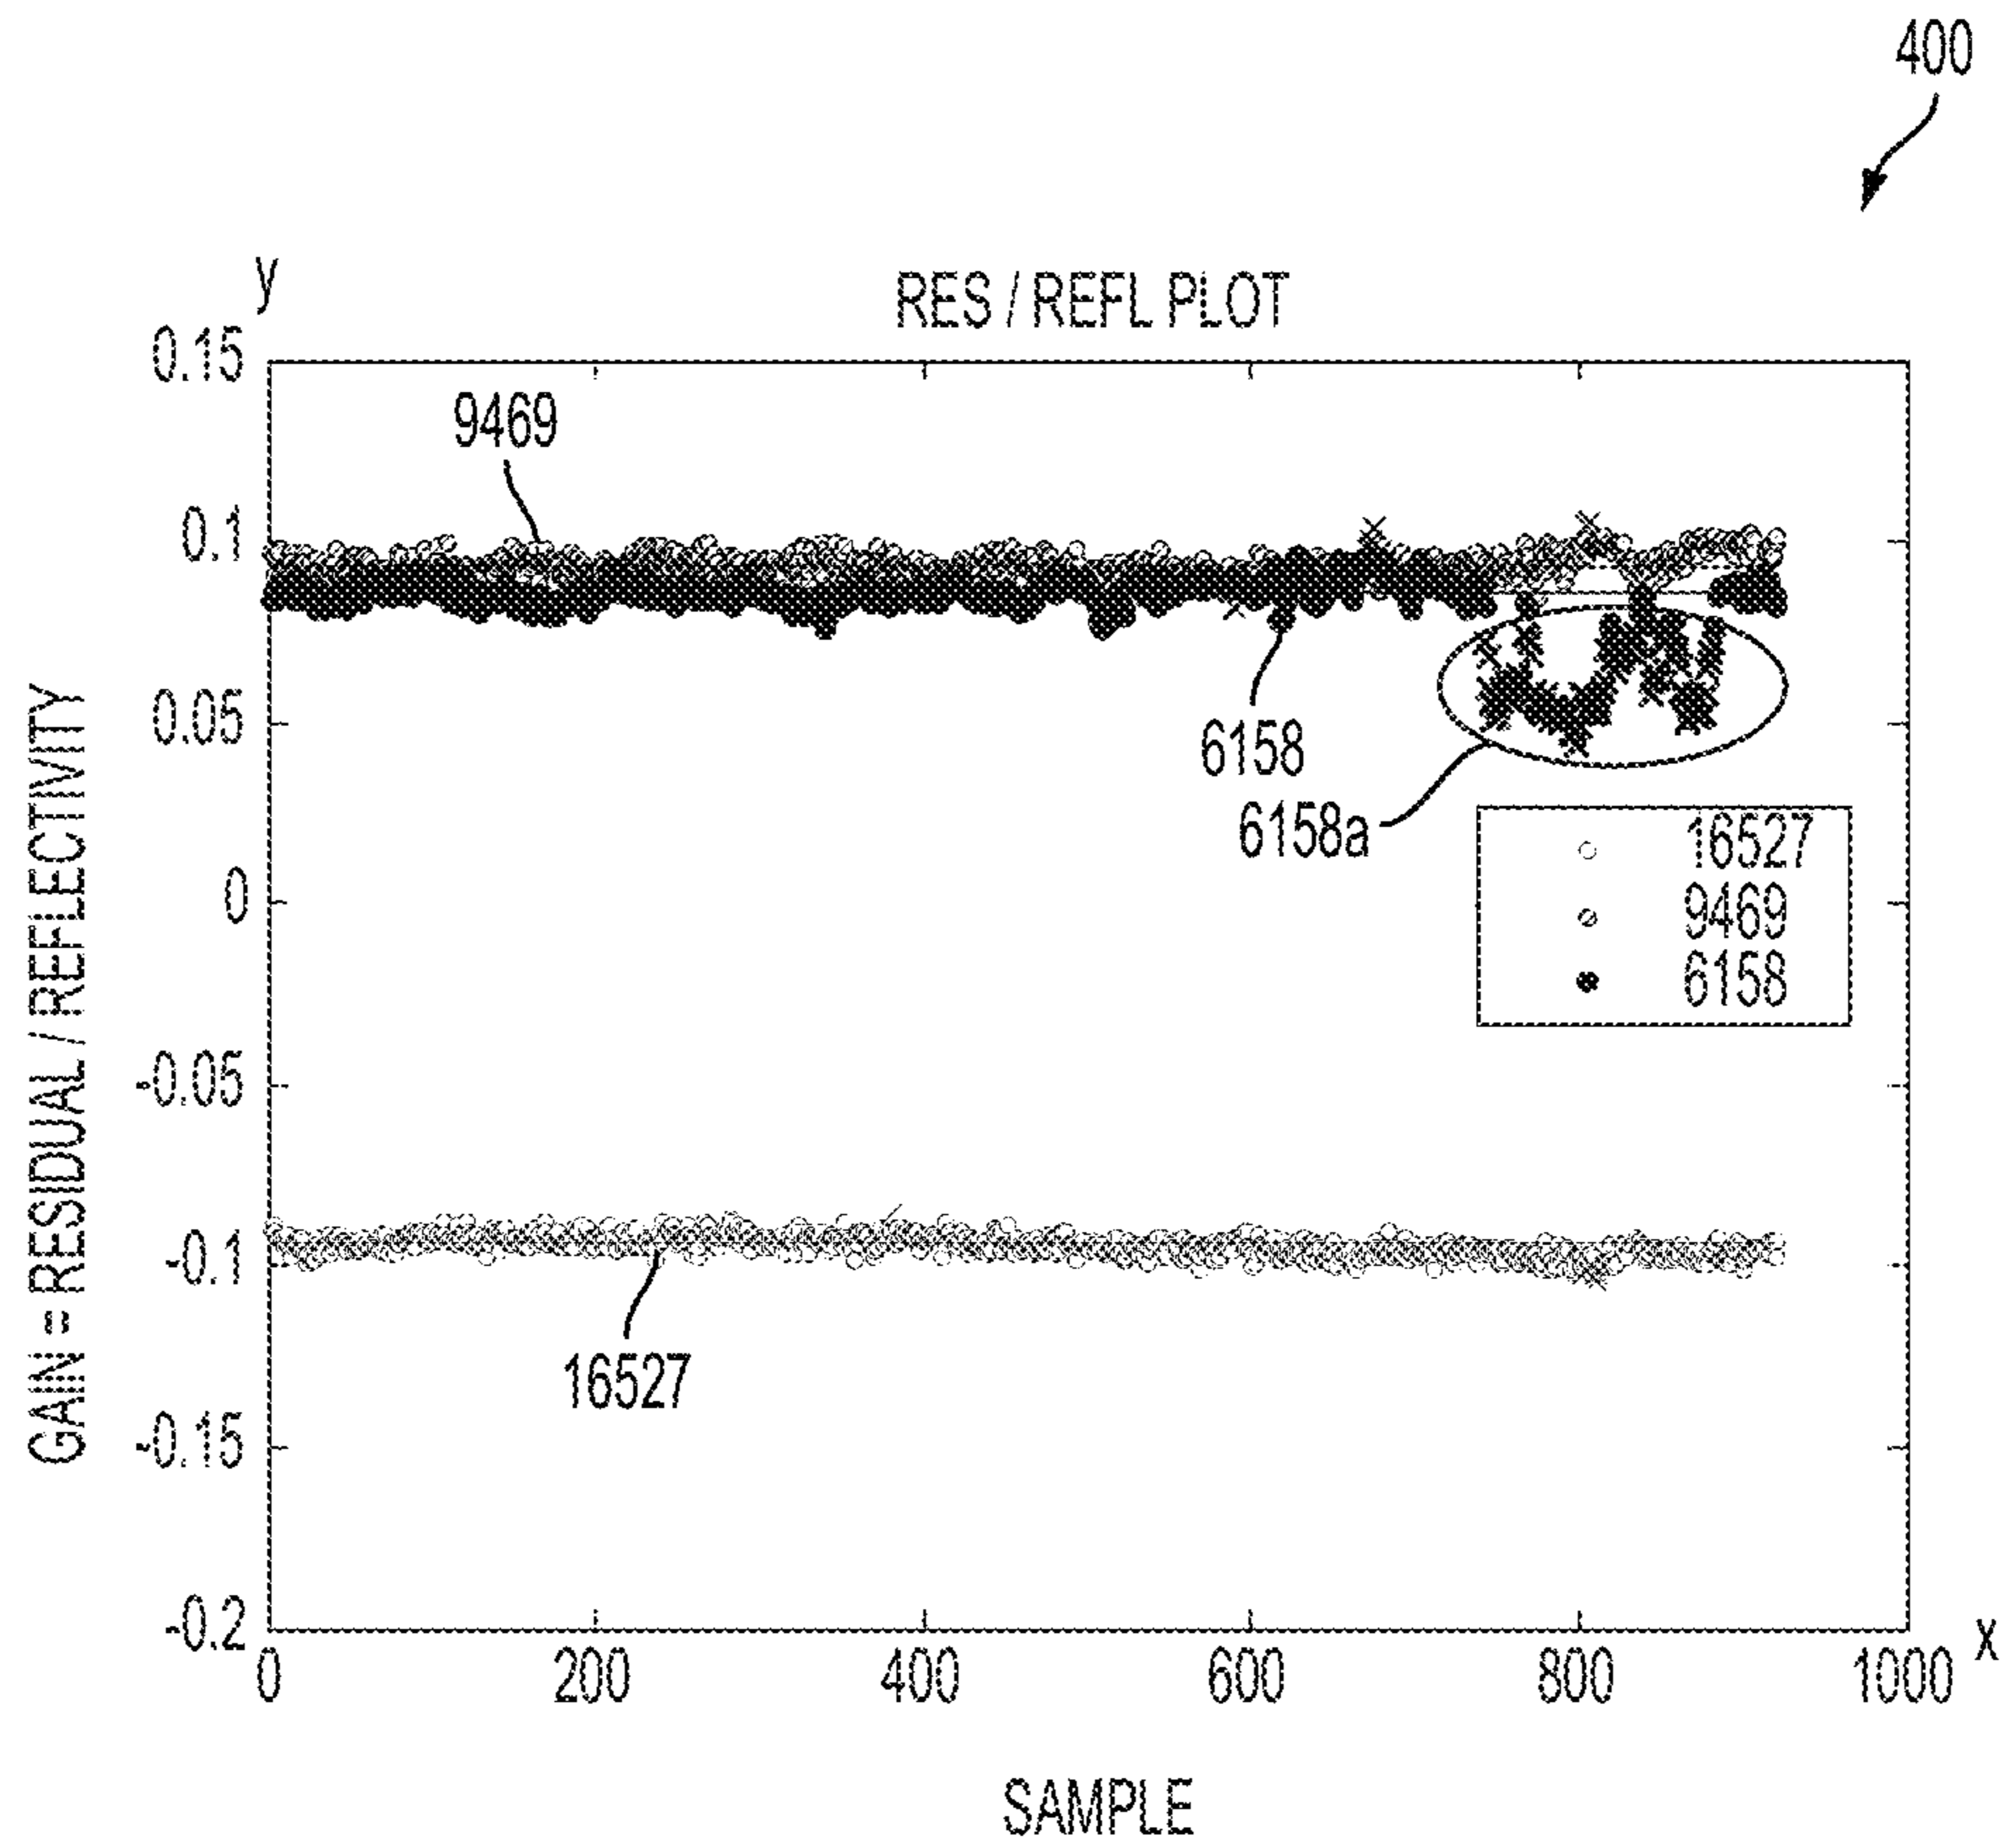 400
y
RES / REFL PLOT
0.15
9469
0.1
0.05
6158
6158a
16527
0
9469
6158
-0.05
-0.1
16527
-0.15
-0.2
GAIN = RESIDUAL / REFLECTIVITY
x
0 200 400 600 800 1000
SAMPLE